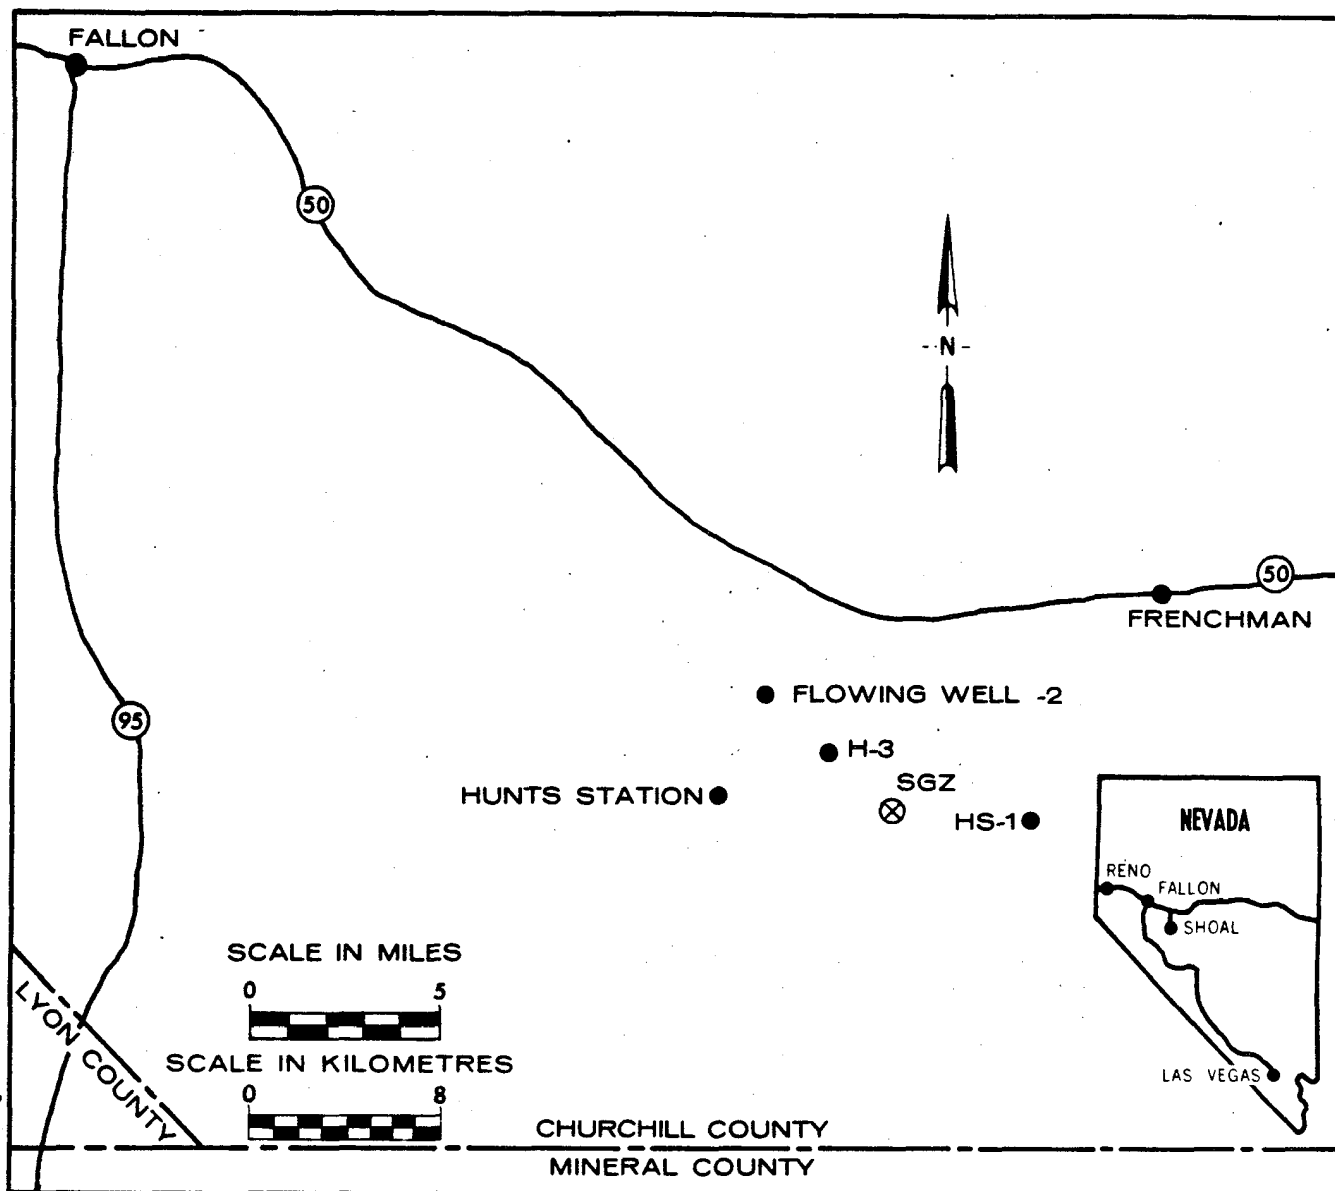 FALLON
50
N
50
FRENCHMAN
FLOWING WELL -2
95
H-3
SGZ
HUNTS STATION
HS-1
NEVADA
RENO
FALLON
SHOAL
LAS VEGAS
SCALE IN MILES
0 5
SCALE IN KILOMETRES
0 8
LYON COUNTY
CHURCHILL COUNTY
MINERAL COUNTY